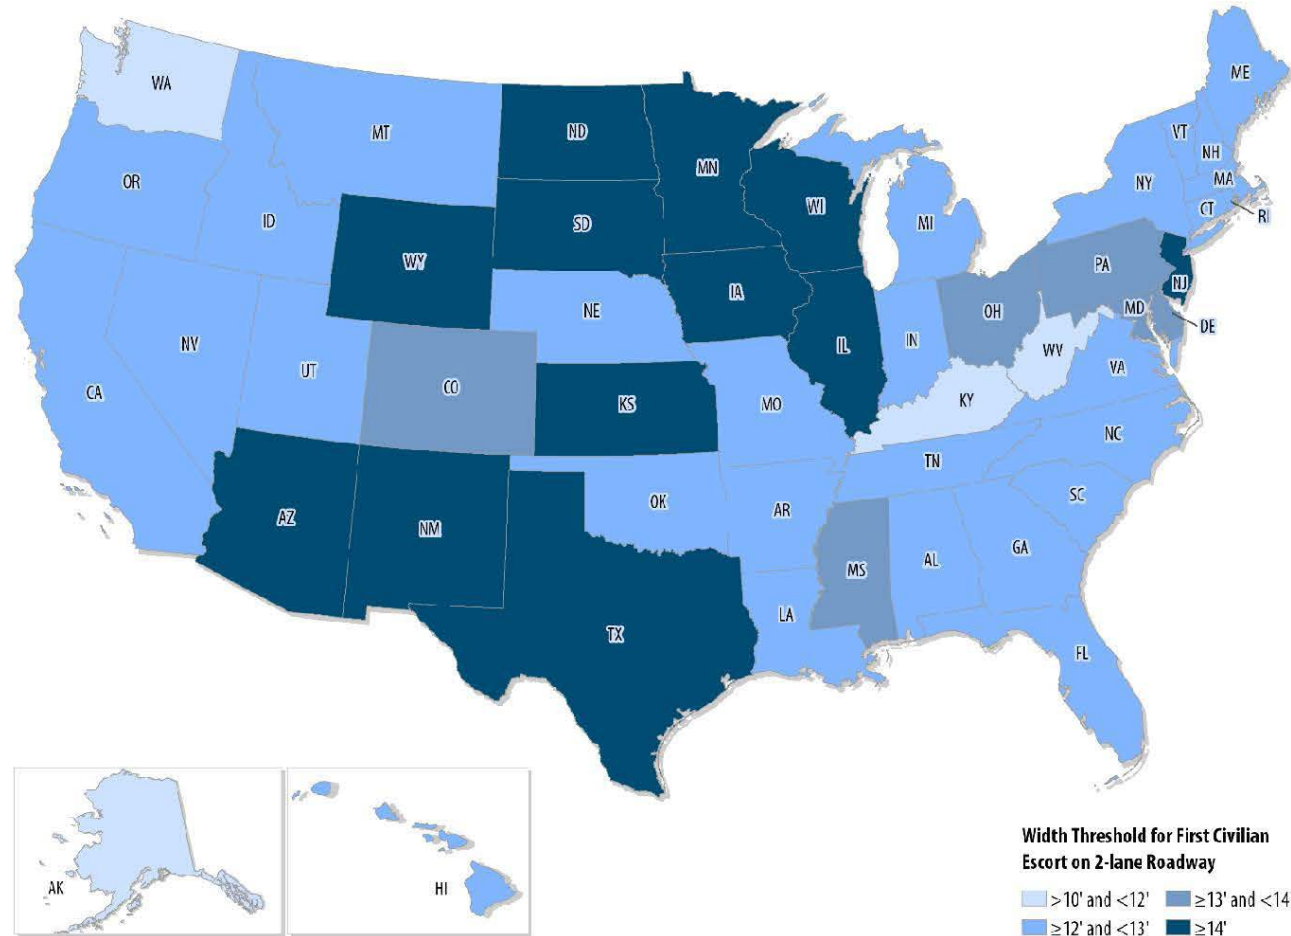 WA
MT
ND
MN
ME
VT
NH
OR
ID
NY
MA
WI
SD
MI
CT
RI
WY
PA
IA
NJ
NE
OH
MD
DE
NV
IL
IN
WV
UT
CO
VA
CA
KS
MO
KY
NC
TN
OK
SC
AR
AZ
NM
GA
AL
MS
LA
TX
FL
AK
HI
Width Threshold for First Civilian
Escort on 2-lane Roadway
>10' and <12' ≥13' and <14
≥12' and <13' ≥14'